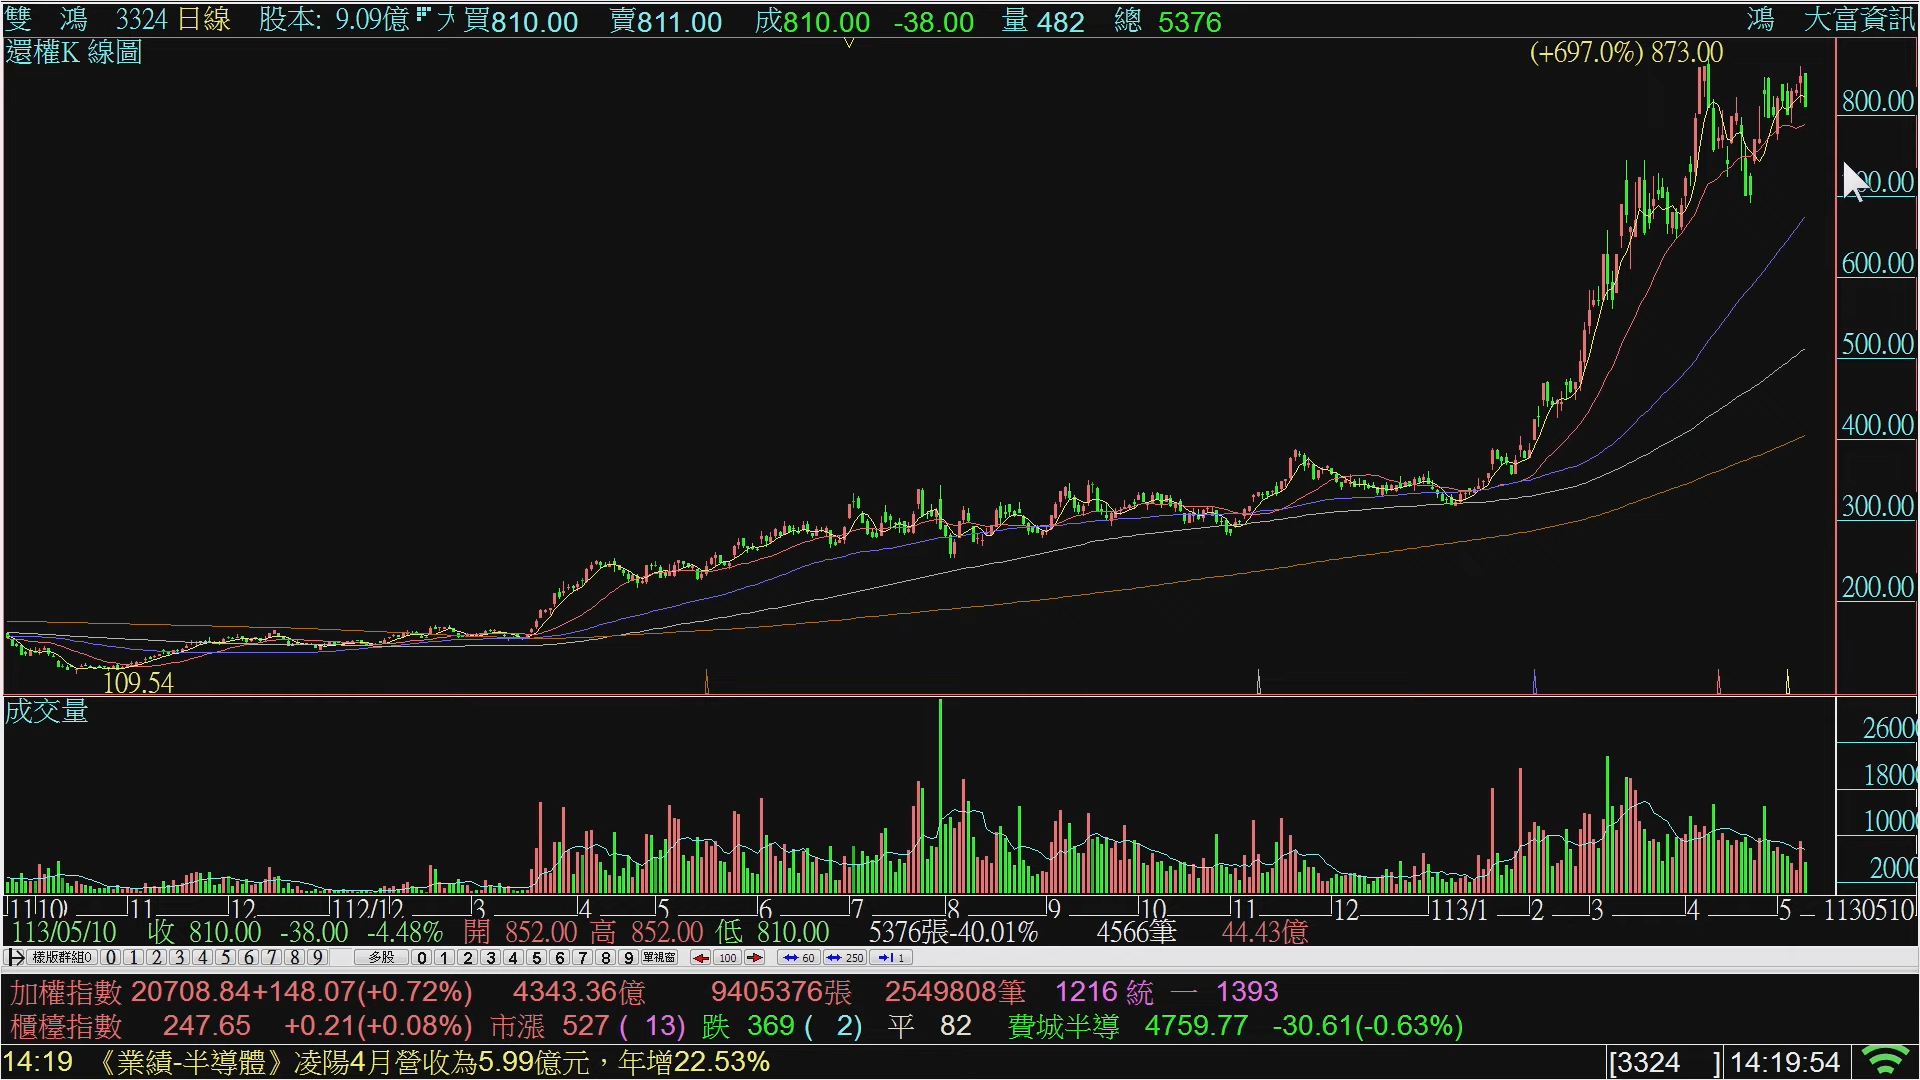 雙 鴻 3324 日線 股本: 9.09億 買810.00 賣811.00 成810.00 -38.00 量 482 總 5376 鴻 大富資訊
還權K 線圖
(+697.0%) 873.00
800.00
600.00
500.00
400.00
300.00
200.00
109.54
成交量
26000
18000
10000
2000
11 12 112/1 2 3 4 5 6 7 8 9 10 11 12 113/1 2 3 4 5 1130510
113/05/10 收 810.00 -38.00 -4.48% 開 852.00 高 852.00 低 810.00 5376張-40.01% 4566筆 44.43億
樣版群組0 0 1 2 3 4 5 6 7 8 9 多股 0 1 2 3 4 5 6 7 8 9 單視窗 100 60 250 1
加權指數 20708.84+148.07(+0.72%) 4343.36億 9405376張 2549808筆 1216 統 一 1393
櫃檯指數 247.65 +0.21(+0.08%) 市漲 527 ( 13) 跌 369 ( 2) 平 82 費城半導 4759.77 -30.61(-0.63%)
14:19 《業績-半導體》凌陽4月營收為5.99億元，年增22.53% [3324 ] 14:19:54